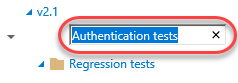 v2.1
Authentication tests
Regression tests